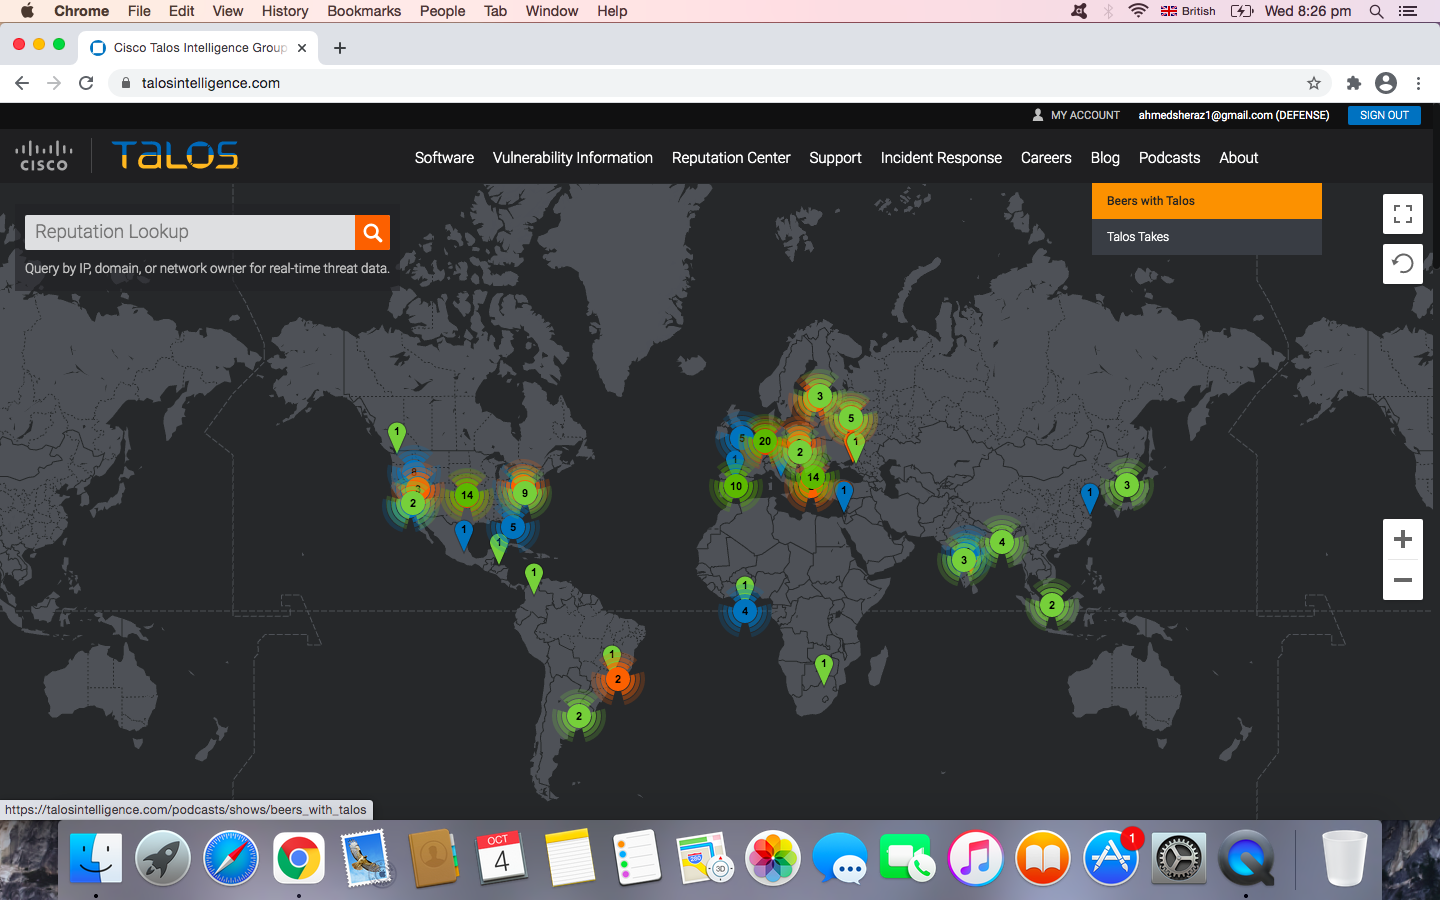 Chrome File Edit View History Bookmarks People Tab Window Help British Wed 8:26 pm
Cisco Talos Intelligence Group
talosintelligence.com
MY ACCOUNT ahmedsheraz1@gmail.com (DEFENSE) SIGN OUT
CISCO TALOS Software Vulnerability Information Reputation Center Support Incident Response Careers Blog Podcasts About
Beers with Talos
Talos Takes
Reputation Lookup
Query by IP, domain, or network owner for real-time threat data.
3
5
1
5
20
1
2
1
8
14
10
2
14
9
1
1
3
2
1
5
1
4
3
1
1
4
2
1
1
2
2
https://talosintelligence.com/podcasts/shows/beers_with_talos
OCT
4
280
3D
1